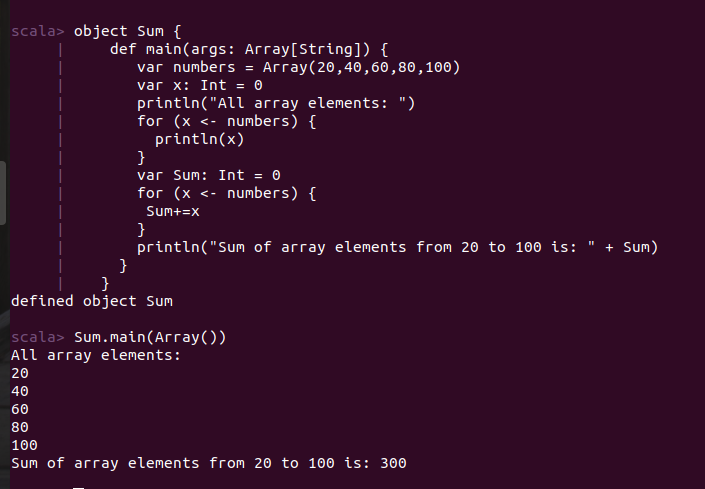 scala> object Sum {
     |     def main(args: Array[String]) {
     |        var numbers = Array(20,40,60,80,100)
     |        var x: Int = 0
     |        println("All array elements: ")
     |        for (x <- numbers) {
     |          println(x)
     |        }
     |        var Sum: Int = 0
     |        for (x <- numbers) {
     |         Sum+=x
     |        }
     |        println("Sum of array elements from 20 to 100 is: " + Sum)
     |      }
     |    }
defined object Sum

scala> Sum.main(Array())
All array elements:
20
40
60
80
100
Sum of array elements from 20 to 100 is: 300